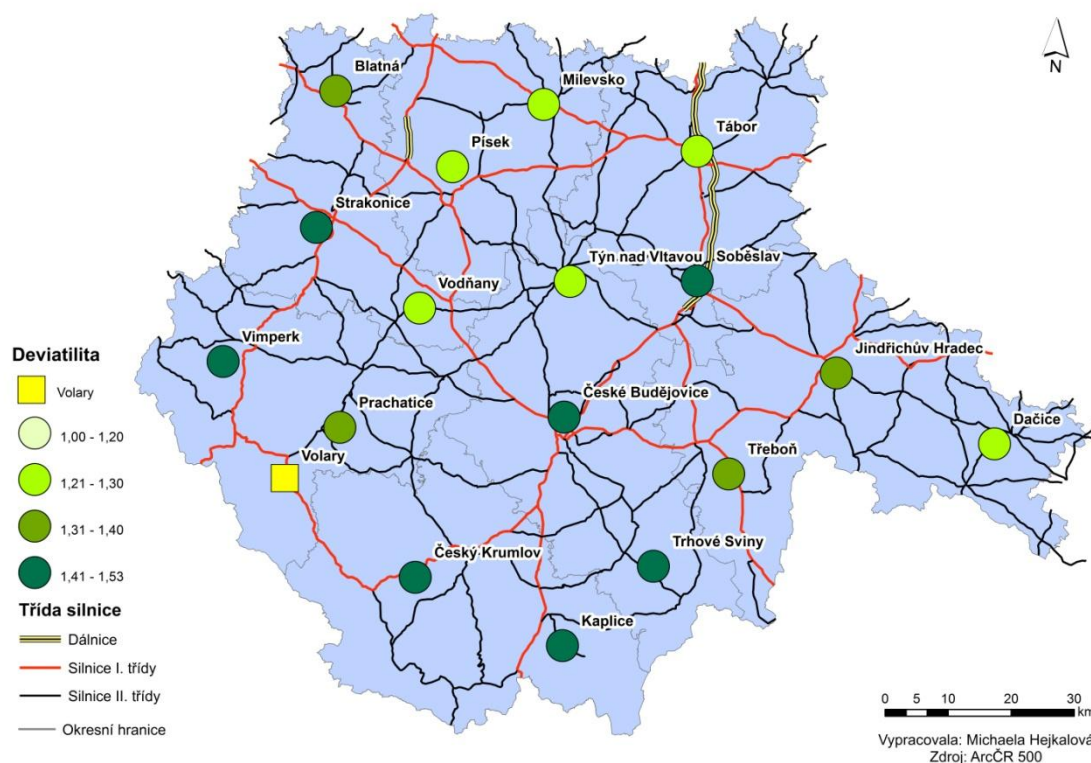 N
Blatná
Milevsko
Tábor
Písek
Strakonice
Týn nad Vltavou
Soběslav
Vodňany
Vimperk
Jindřichův Hradec
České Budějovice
Prachatice
Dačice
Volary
Třeboň
Český Krumlov
Trhové Sviny
Kaplice
Deviatilita
Volary
1,00 - 1,20
1,21 - 1,30
1,31 - 1,40
1,41 - 1,53
Třída silnice
Dálnice
Silnice I. třídy
Silnice II. třídy
Okresní hranice
0 5 10 20 30
km
Vypracovala: Michaela Hejkalová
Zdroj: ArcČR 500